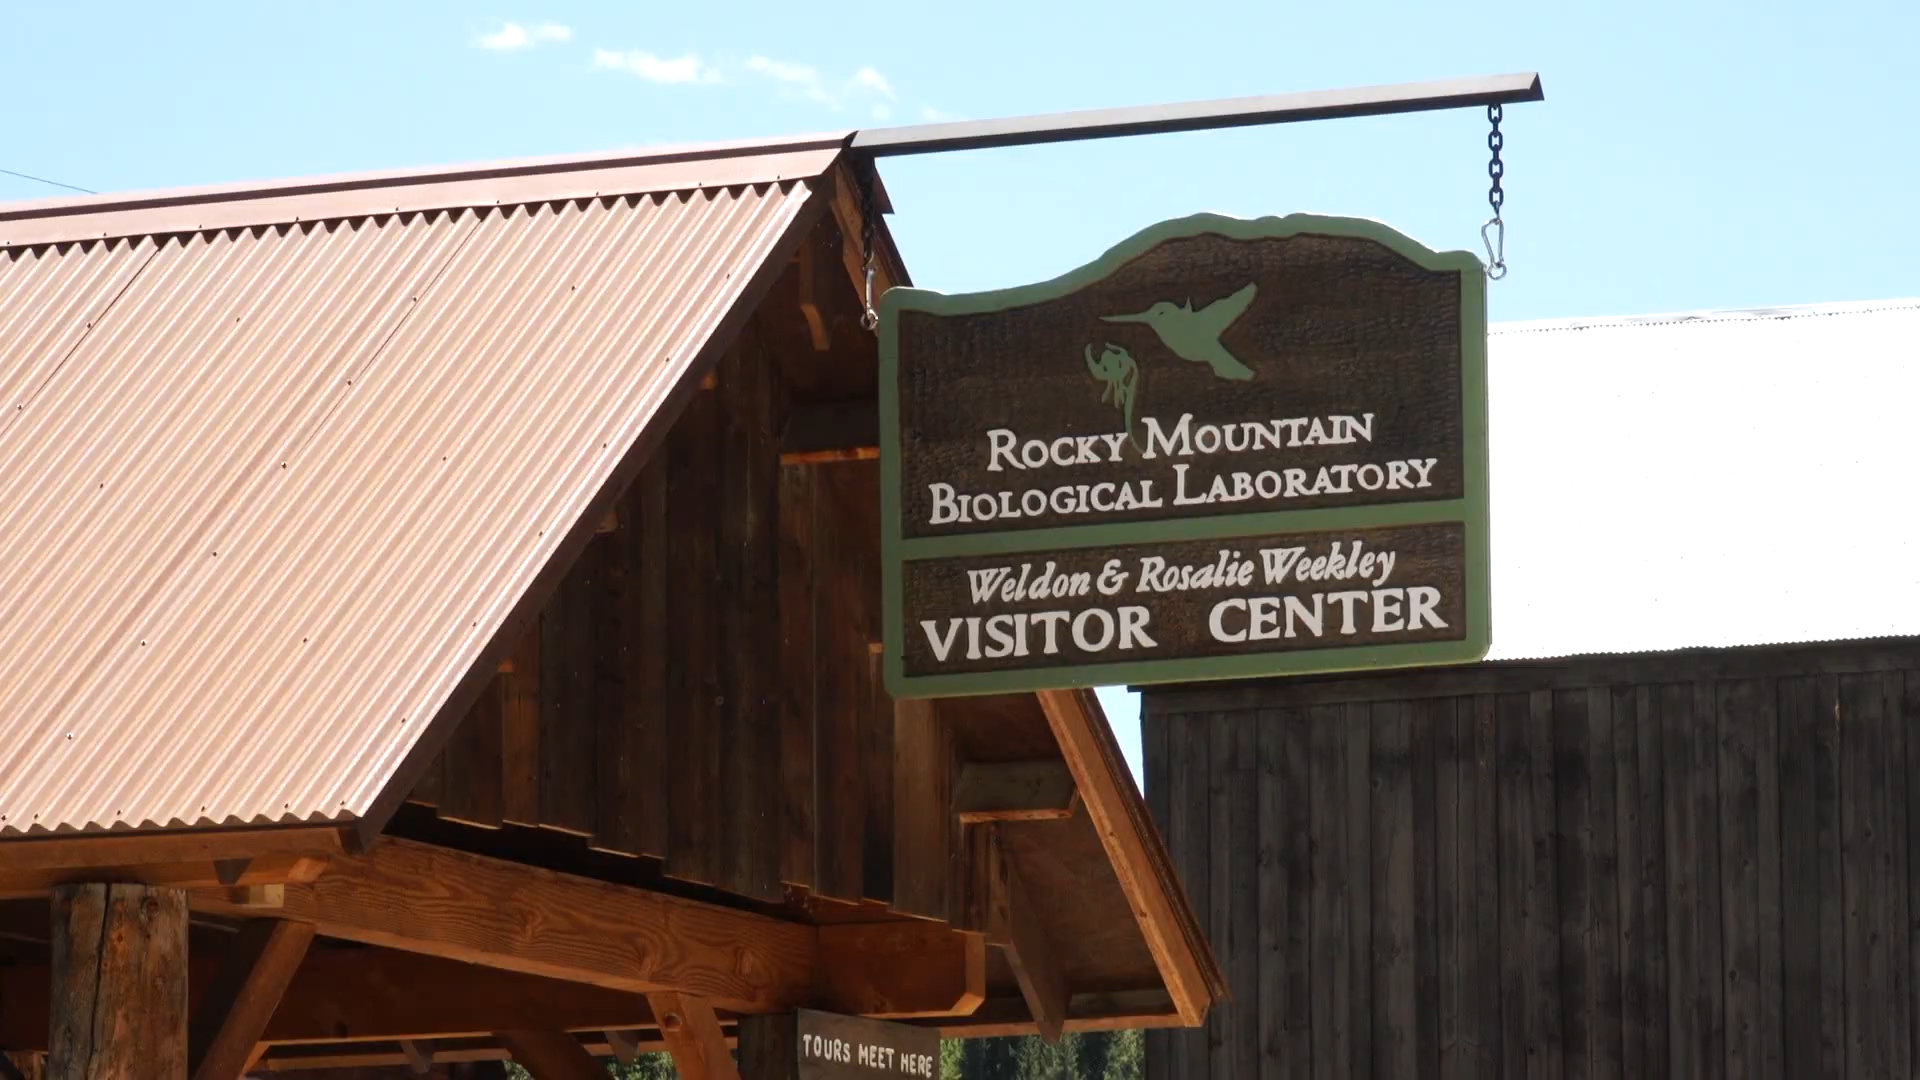 Rocky Mountain
Biological Laboratory
Weldon & Rosalie Weekley
VISITOR CENTER
TOURS MEET HERE